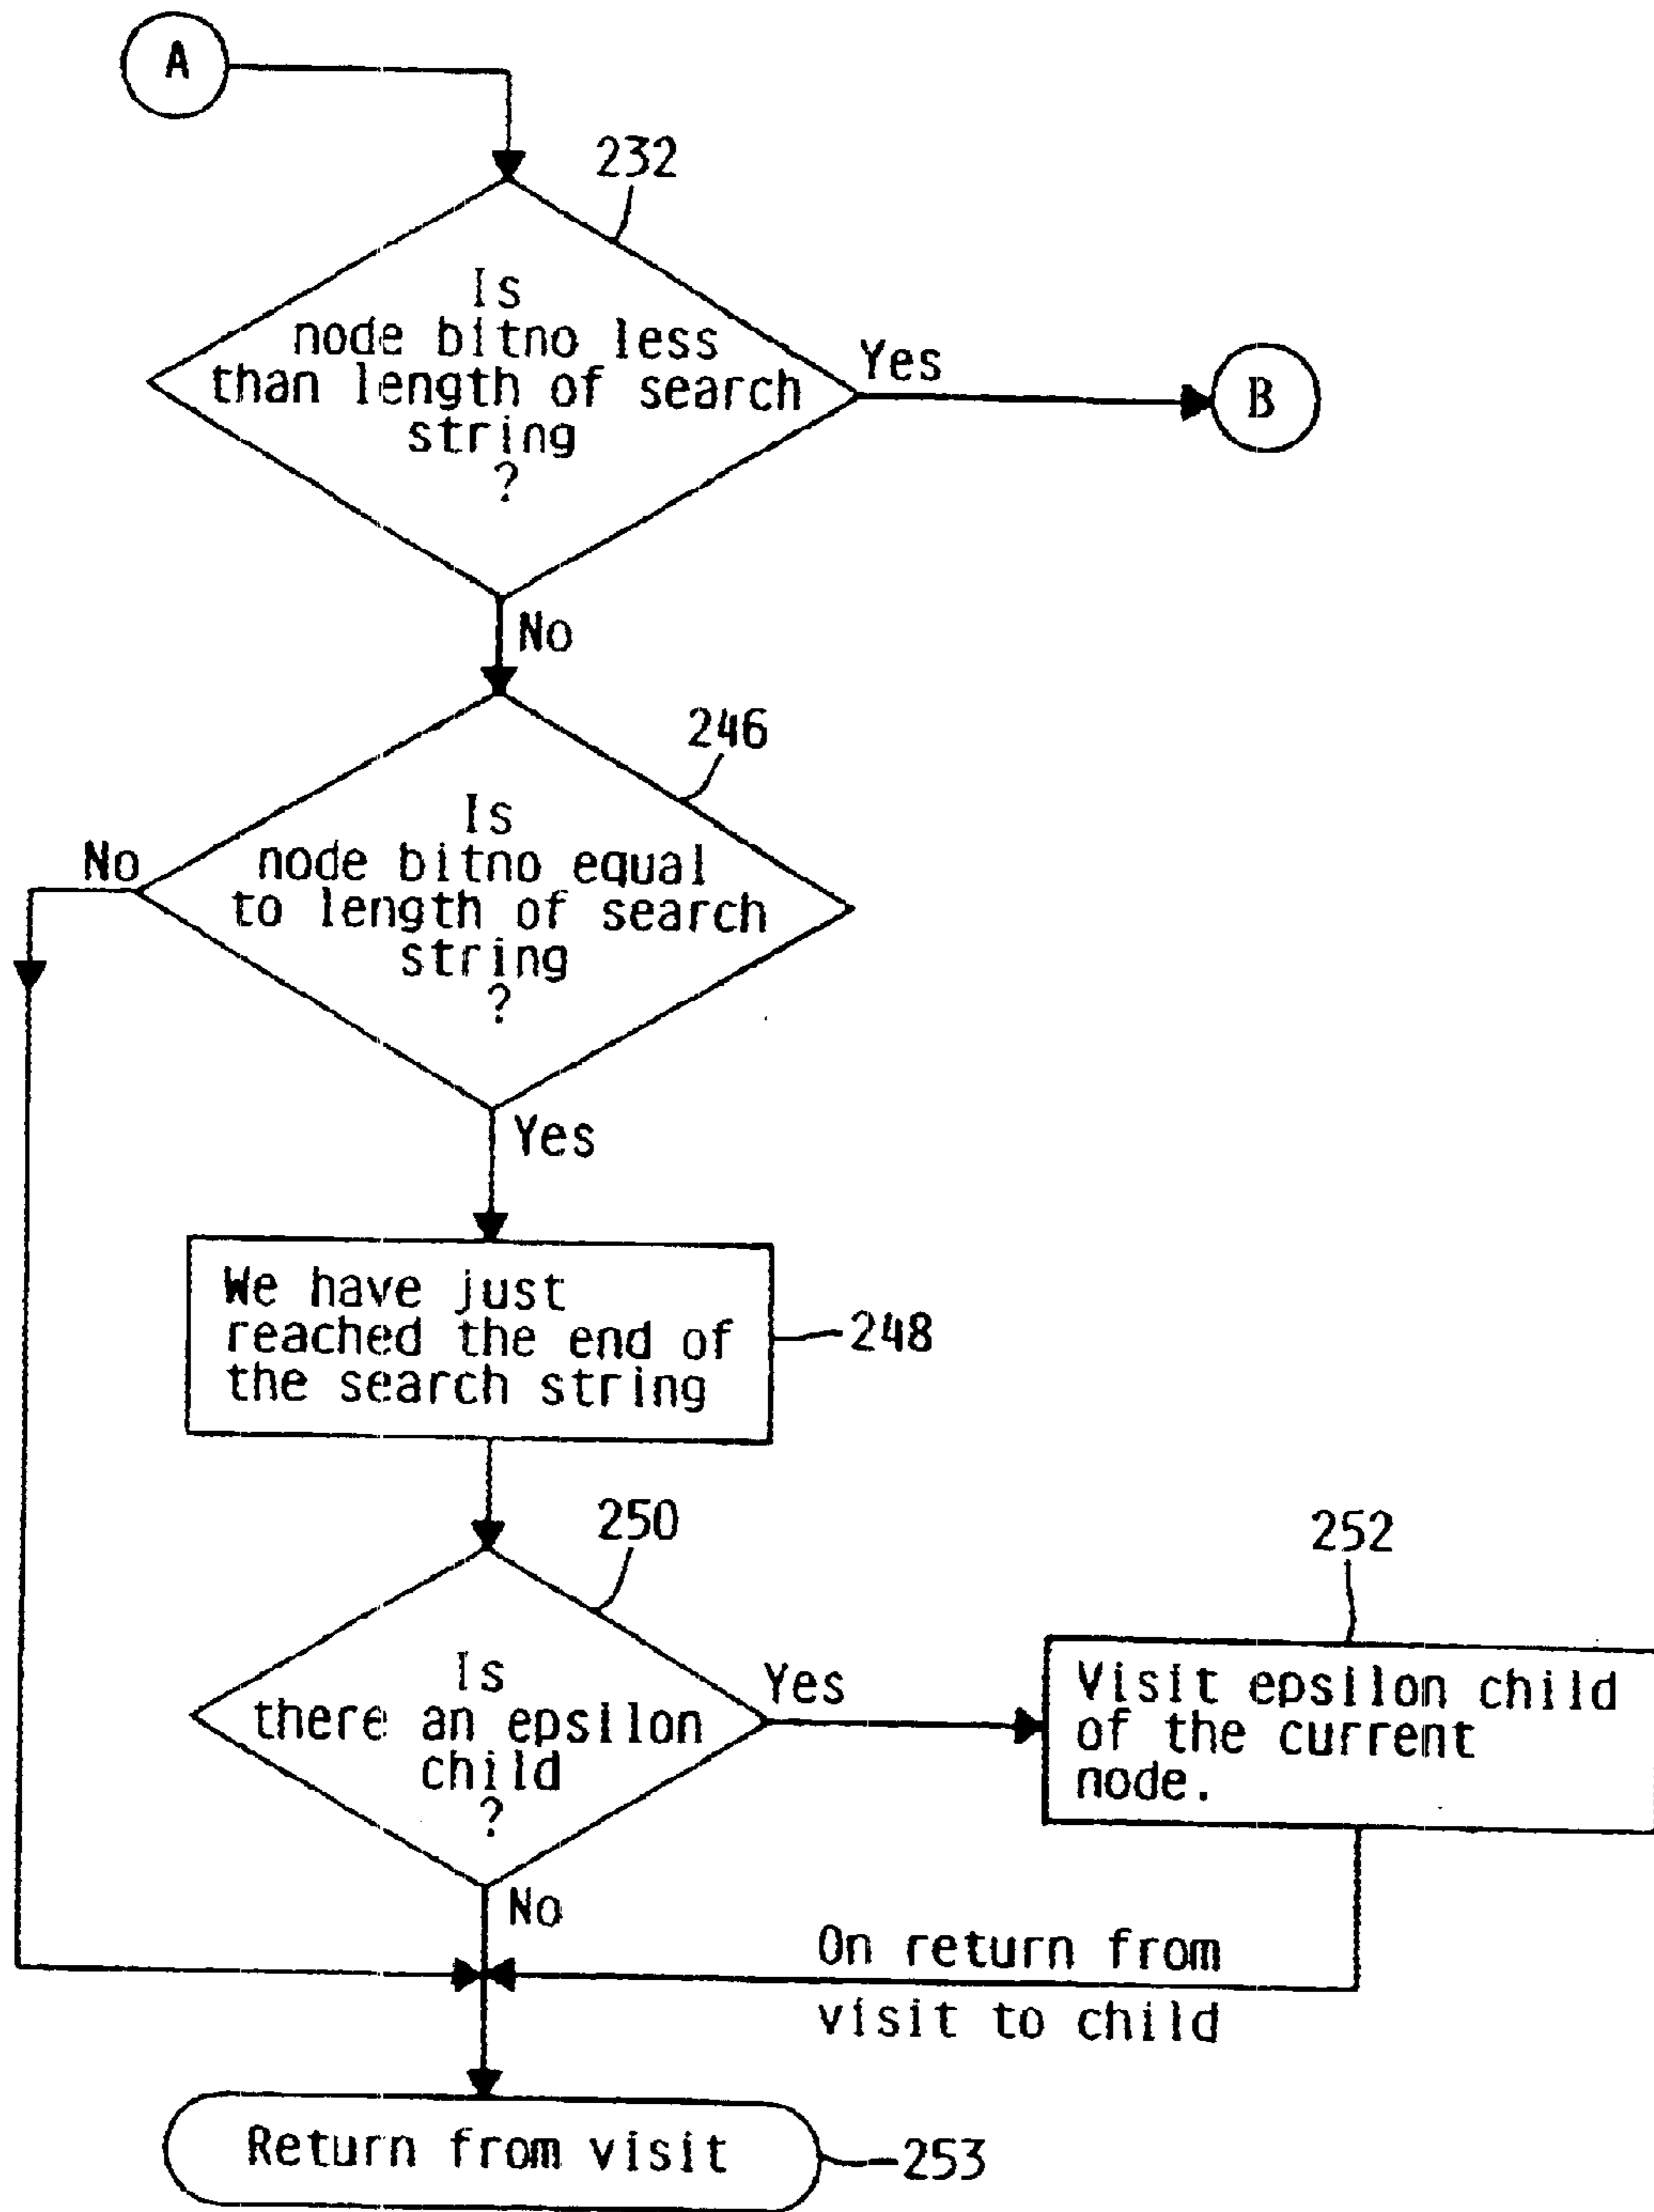 A
232
Is
node bitno less
than length of search
string
?
Yes
B
No
246
Is
node bitno equal
to length of search
string
?
No
Yes
We have just
reached the end of
the search string
248
250
Is
there an epsilon
child
?
Yes
252
Visit epsilon child
of the current
node.
No
On return from
visit to child
Return from visit
253